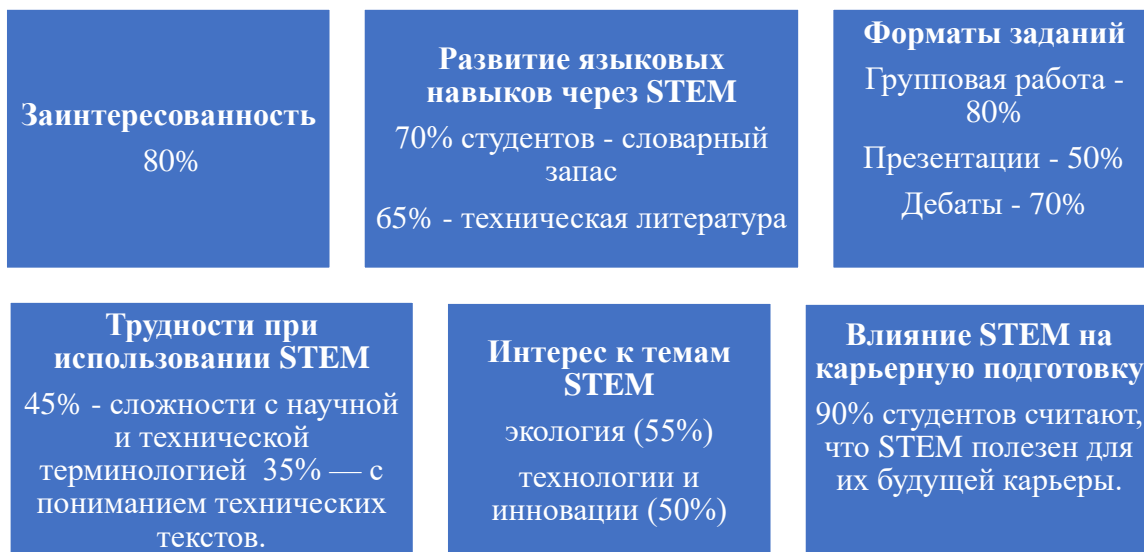 Заинтересованность
80%
Развитие языковых
навыков через STEM
70% студентов - словарный
запас
65% - техническая литература
Форматы заданий
Групповая работа -
80%
Презентации - 50%
Дебаты - 70%
Трудности при
использовании STEM
45% - сложности с научной
и технической
терминологией 35% — с
пониманием технических
текстов.
Интерес к темам
STEM
экология (55%)
технологии и
инновации (50%)
Влияние STEM на
карьерную подготовку
90% студентов считают,
что STEM полезен для
их будущей карьеры.